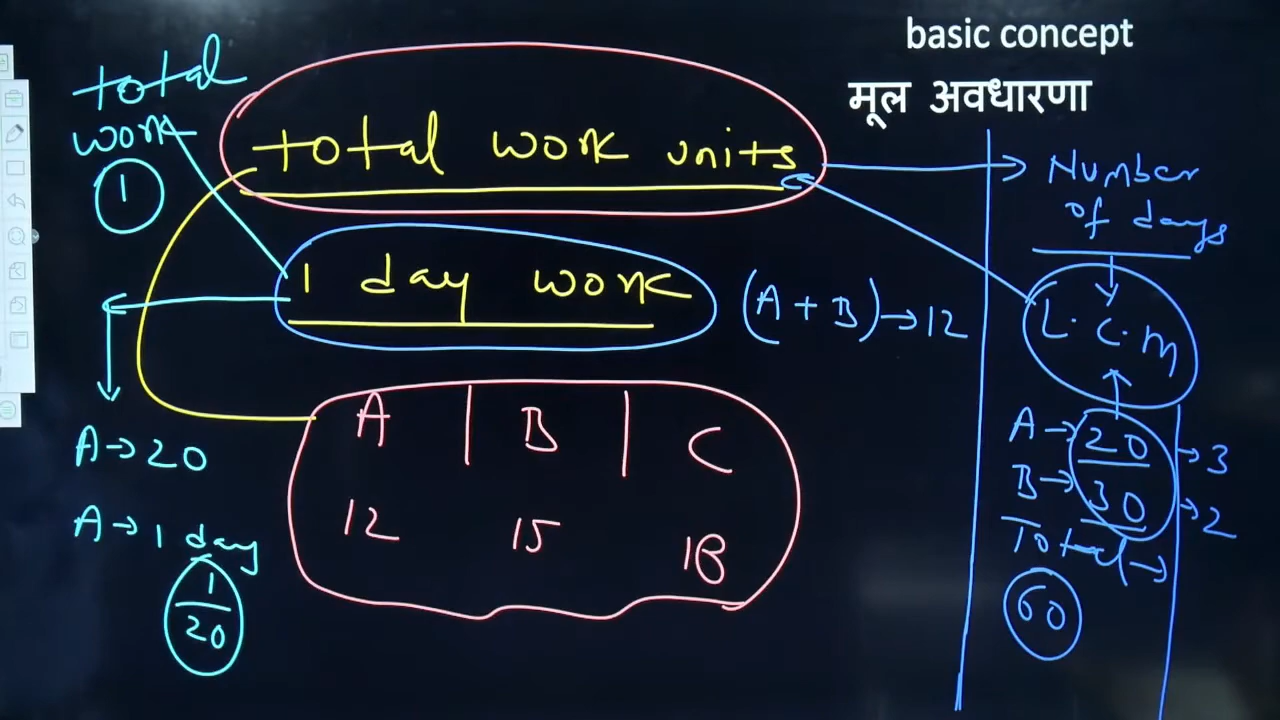 basic concept
मूल अवधारणा
total
work
1
total work units
1 day work
(A + B) → 12
A → 20
A → 1 day
1/20
A | B | C
12 15 18
Number
of days
L.C.M
A → 20 → 3
B → 30 → 2
Total →
60